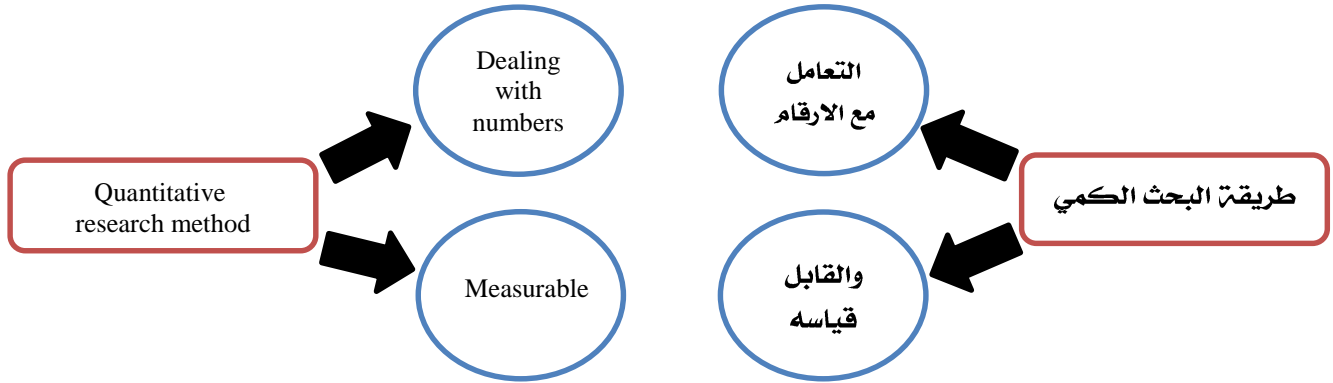 Dealing
with
numbers
Quantitative
research method
Measurable
التعامل
مع الارقام
طريقة البحث الكمي
والقابل
قياسه